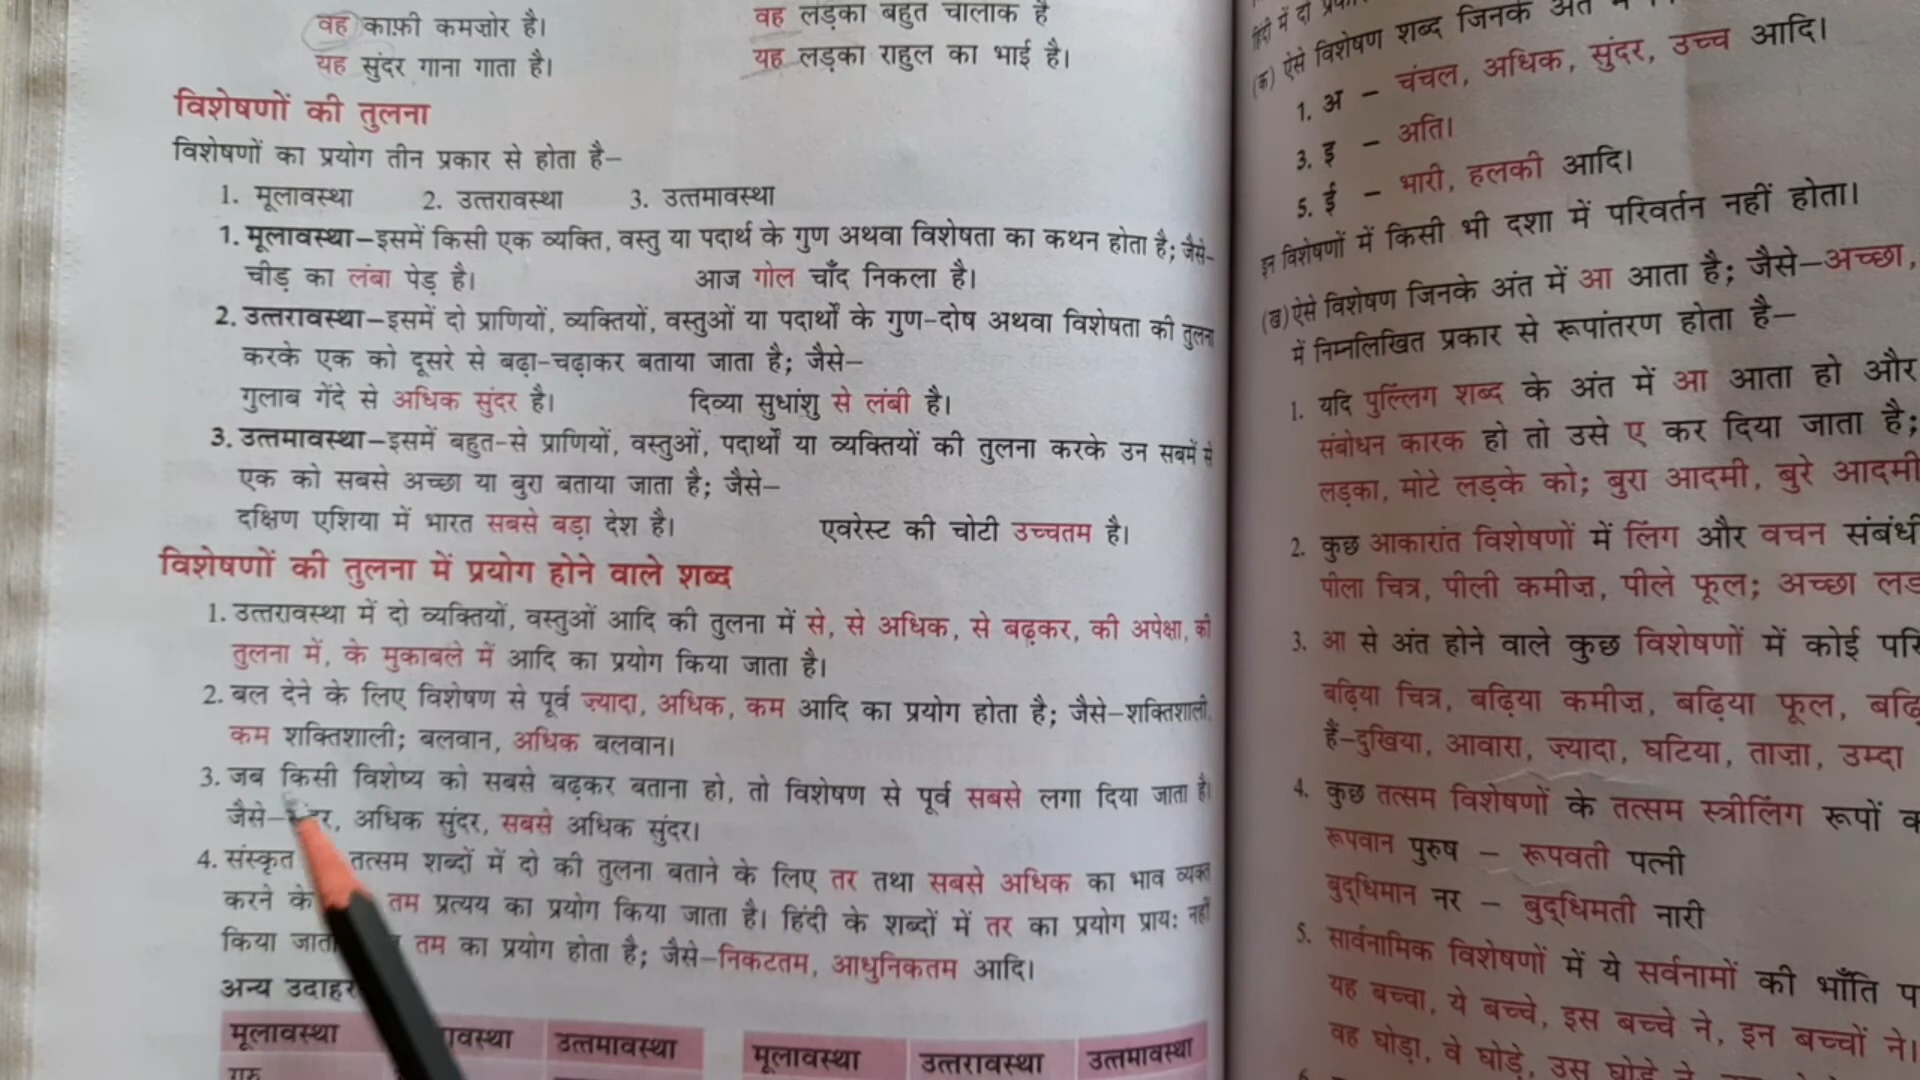 वह काफ़ी कमज़ोर है।
वह लड़का बहुत चालाक है
यह सुंदर गाना गाता है।
यह लड़का राहुल का भाई है।
विशेषणों की तुलना
विशेषणों का प्रयोग तीन प्रकार से होता है–
1. मूलावस्था 2. उत्तरावस्था 3. उत्तमावस्था
1. मूलावस्था–इसमें किसी एक व्यक्ति, वस्तु या पदार्थ के गुण अथवा विशेषता का कथन होता है; जैसे–
चीड़ का लंबा पेड़ है। आज गोल चाँद निकला है।
2. उत्तरावस्था–इसमें दो प्राणियों, व्यक्तियों, वस्तुओं या पदार्थों के गुण-दोष अथवा विशेषता की तुलना
करके एक को दूसरे से बढ़ा-चढ़ाकर बताया जाता है; जैसे–
गुलाब गेंदे से अधिक सुंदर है। दिव्या सुधांशु से लंबी है।
3. उत्तमावस्था–इसमें बहुत-से प्राणियों, वस्तुओं, पदार्थों या व्यक्तियों की तुलना करके उन सबमें से
एक को सबसे अच्छा या बुरा बताया जाता है; जैसे–
दक्षिण एशिया में भारत सबसे बड़ा देश है। एवरेस्ट की चोटी उच्चतम है।
विशेषणों की तुलना में प्रयोग होने वाले शब्द
1. उत्तरावस्था में दो व्यक्तियों, वस्तुओं आदि की तुलना में से, से अधिक, से बढ़कर, की अपेक्षा, की
तुलना में, के मुकाबले में आदि का प्रयोग किया जाता है।
2. बल देने के लिए विशेषण से पूर्व ज़्यादा, अधिक, कम आदि का प्रयोग होता है; जैसे–शक्तिशाली,
कम शक्तिशाली; बलवान, अधिक बलवान।
3. जब किसी विशेष्य को सबसे बढ़कर बताना हो, तो विशेषण से पूर्व सबसे लगा दिया जाता है।
जैसे– अधिक सुंदर, सबसे अधिक सुंदर।
4. संस्कृत तत्सम शब्दों में दो की तुलना बताने के लिए तर तथा सबसे अधिक का भाव व्यक्त
करने के तम प्रत्यय का प्रयोग किया जाता है। हिंदी के शब्दों में तर का प्रयोग प्रायः नहीं
किया तम का प्रयोग होता है; जैसे–निकटतम, आधुनिकतम आदि।
अन्य
मूलावस्था उत्तमावस्था
मूलावस्था उत्तरावस्था उत्तमावस्था
हिंदी में दो
(क) ऐसे विशेषण शब्द जिनके अंत में
1. अ – चंचल, अधिक, सुंदर, उच्च आदि।
3. इ – अति।
5. ई – भारी, हलकी आदि।
इन विशेषणों में किसी भी दशा में परिवर्तन नहीं होता।
(ख) ऐसे विशेषण जिनके अंत में आ आता है; जैसे–अच्छा,
में निम्नलिखित प्रकार से रूपांतरण होता है–
1. यदि पुल्लिंग शब्द के अंत में आ आता हो और
संबोधन कारक हो तो उसे ए कर दिया जाता है;
लड़का, मोटे लड़के को; बुरा आदमी, बुरे आदमी
2. कुछ आकारांत विशेषणों में लिंग और वचन संबंधी
पीला चित्र, पीली कमीज़, पीले फूल; अच्छा
3. आ से अंत होने वाले कुछ विशेषणों में कोई
बढ़िया चित्र, बढ़िया कमीज़, बढ़िया फूल,
हैं–दुखिया, आवारा, ज़्यादा, घटिया, ताज़ा, उम्दा
4. कुछ तत्सम विशेषणों के तत्सम स्त्रीलिंग रूपों
रूपवान पुरुष – रूपवती पत्नी
बुद्धिमान नर – बुद्धिमती नारी
5. सार्वनामिक विशेषणों में ये सर्वनामों की भाँति
यह बच्चा, ये बच्चे, इस बच्चे ने, इन बच्चों ने।
वह घोड़ा, वे घोड़े, उस घोड़े ने,